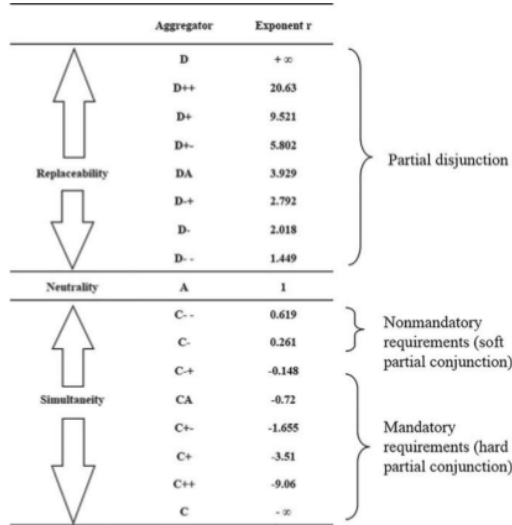 Aggregator Exponent r
D + ∞
D++ 20.63
D+ 9.521
D+- 5.802
Replaceability DA 3.929
D-+ 2.792
D- 2.018
D- - 1.449
Partial disjunction
Neutrality A 1
C- - 0.619
C- 0.261
Nonmandatory
requirements (soft
partial conjunction)
C-+ -0.148
Simultaneity CA -0.72
C+- -1.655
C+ -3.51
C++ -9.06
C - ∞
Mandatory
requirements (hard
partial conjunction)